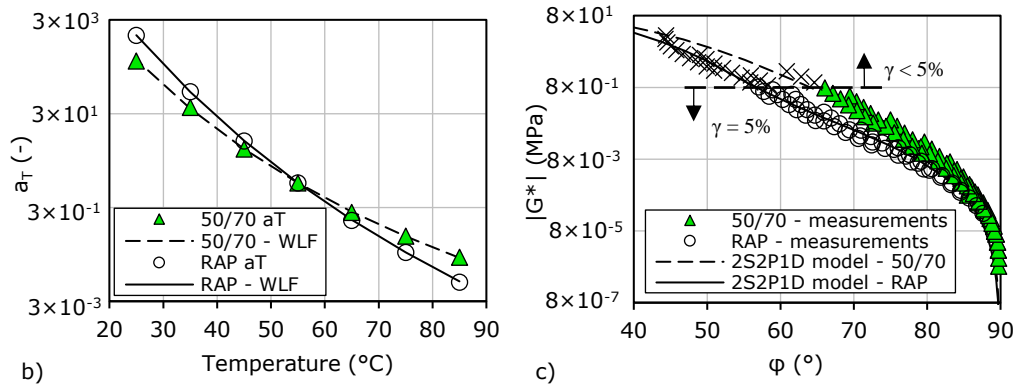 3×10³
3×10¹
3×10⁻¹
3×10⁻³
a_T (-)
50/70 aT
50/70 - WLF
RAP aT
RAP - WLF
20 30 40 50 60 70 80 90
Temperature (°C)
b)
8×10¹
8×10⁻¹
8×10⁻³
8×10⁻⁵
8×10⁻⁷
|G*| (MPa)
γ < 5%
γ = 5%
50/70 - measurements
RAP - measurements
2S2P1D model - 50/70
2S2P1D model - RAP
40 50 60 70 80 90
φ (°)
c)